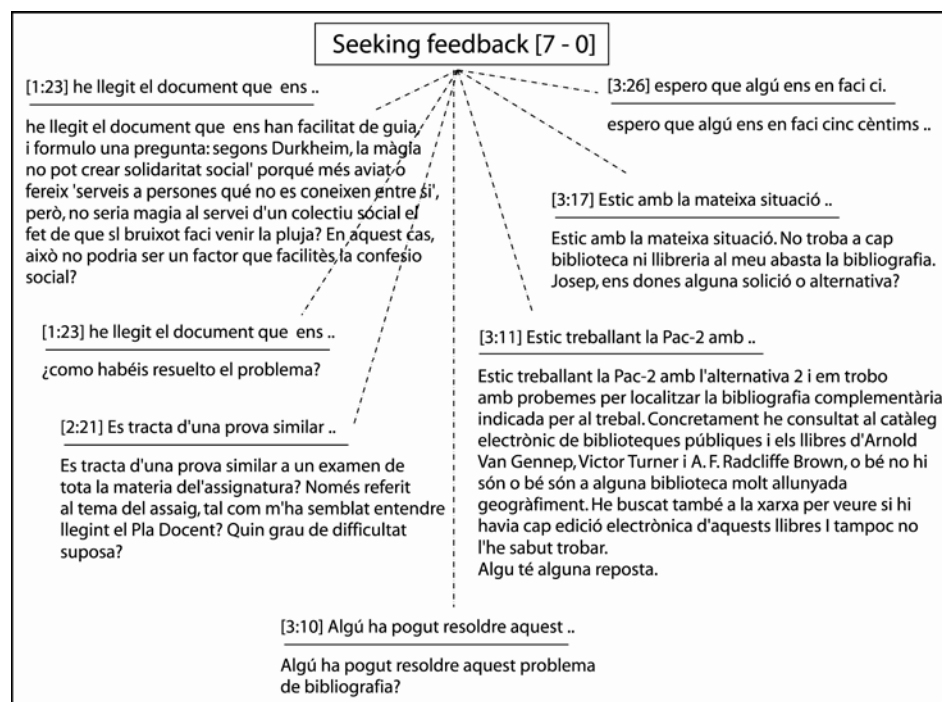 Seeking feedback [7 - 0]
[1:23] he llegit el document que ens ..
he llegit el document que ens han facilitat de guia,
i formulo una pregunta: segons Durkheim, la màgla
no pot crear solidaritat social' porqué més aviat o
fereix 'serveis a persones qué no es coneixen entre si',
però, no seria magia al servei d'un colectiu social el
fet de que sl bruixot faci venir la pluja? En aquest cas,
això no podria ser un factor que facilitès la confesio
social?
[1:23] he llegit el document que ens ..
¿como habéis resuelto el problema?
[2:21] Es tracta d'una prova similar ..
Es tracta d'una prova similar a un examen de
tota la materia del'assignatura? Només referit
al tema del assaig, tal com m'ha semblat entendre
llegint el Pla Docent? Quin grau de difficultat
suposa?
[3:10] Algú ha pogut resoldre aquest ..
Algú ha pogut resoldre aquest problema
de bibliografia?
[3:26] espero que algú ens en faci ci.
espero que algú ens en faci cinc cèntims ..
[3:17] Estic amb la mateixa situació ..
Estic amb la mateixa situació. No troba a cap
biblioteca ni llibreria al meu abasta la bibliografia.
Josep, ens dones alguna solició o alternativa?
[3:11] Estic treballant la Pac-2 amb ..
Estic treballant la Pac-2 amb l'alternativa 2 i em trobo
amb probemes per localitzar la bibliografia complementària
indicada per al trebal. Concretament he consultat al catàleg
electrònic de biblioteques públiques i els llibres d'Arnold
Van Gennep, Victor Turner i A. F. Radcliffe Brown, o bé no hi
són o bé són a alguna biblioteca molt allunyada
geogràfiment. He buscat també a la xarxa per veure si hi
havia cap edició electrònica d'aquests llibres I tampoc no
l'he sabut trobar.
Algu té alguna reposta.